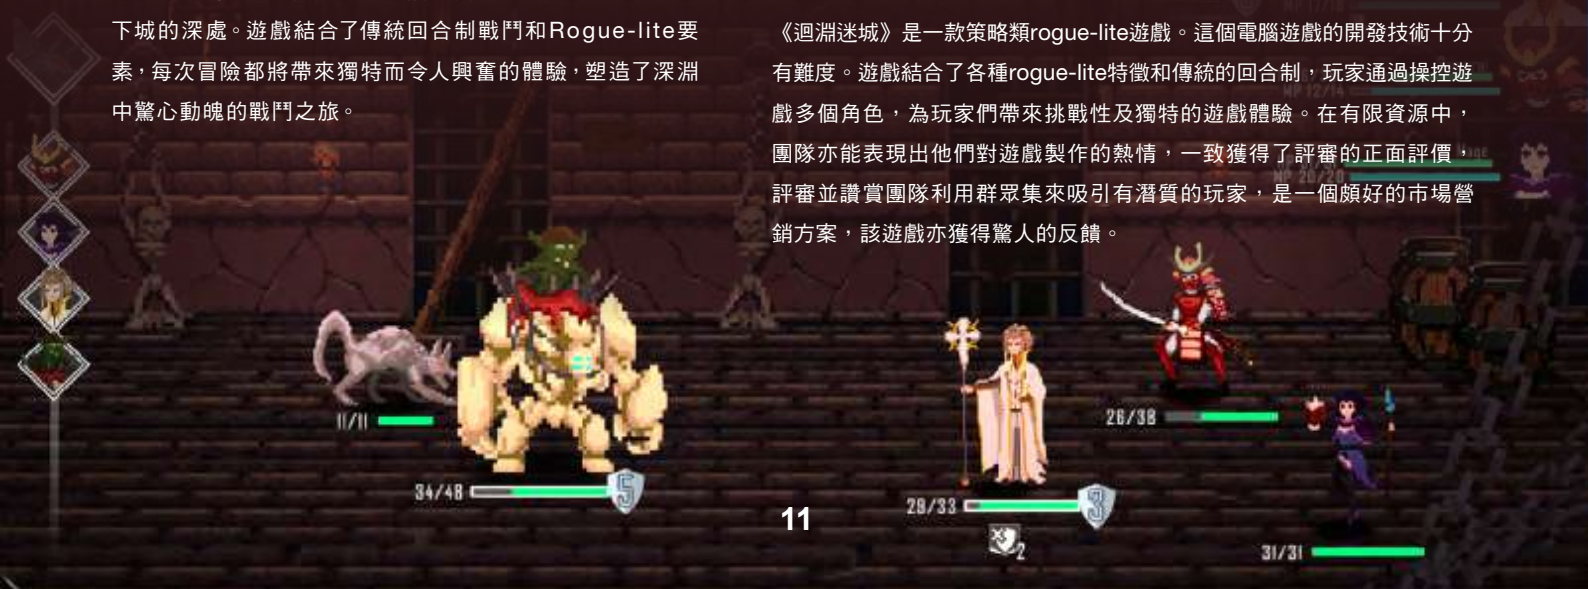 下城的深處。遊戲結合了傳統回合制戰鬥和Rogue-lite要
素，每次冒險都將帶來獨特而令人興奮的體驗，塑造了深淵
中驚心動魄的戰鬥之旅。
《迴淵迷城》是一款策略類rogue-lite遊戲。這個電腦遊戲的開發技術十分
有難度。遊戲結合了各種rogue-lite特徵和傳統的回合制，玩家通過操控遊
戲多個角色，為玩家們帶來挑戰性及獨特的遊戲體驗。在有限資源中，
團隊亦能表現出他們對遊戲製作的熱情，一致獲得了評審的正面評價，
評審並讚賞團隊利用群眾集來吸引有潛質的玩家，是一個頗好的市場營
銷方案，該遊戲亦獲得驚人的反饋。
MP 17/18
MP 12/14
MP 20/20
11/11
34/48
5
29/33
3
2
26/38
31/31
11